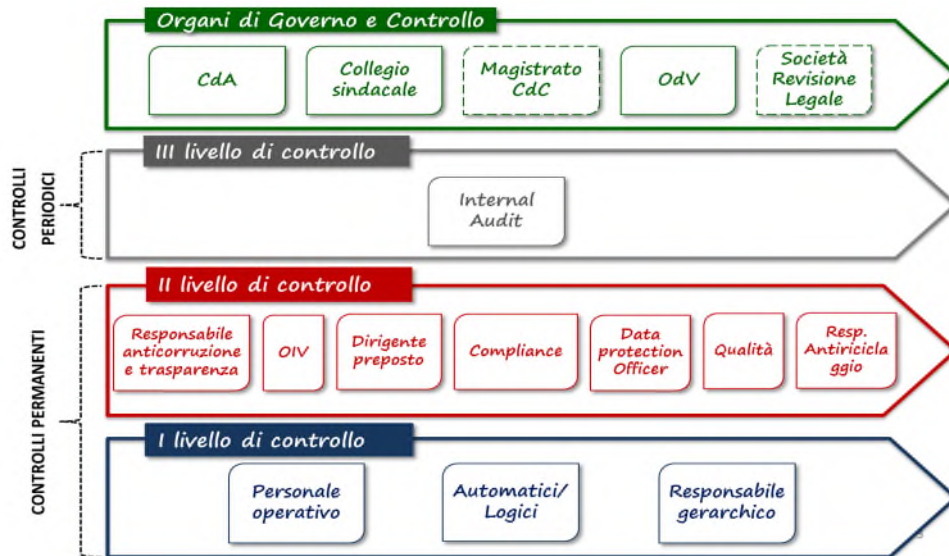 Organi di Governo e Controllo
CdA
Collegio
sindacale
Magistrato
CdC
OdV
Società
Revisione
Legale
CONTROLLI
PERIODICI
III livello di controllo
Internal
Audit
CONTROLLI PERMANENTI
II livello di controllo
Responsabile
anticorruzione
e trasparenza
OIV
Dirigente
preposto
Compliance
Data
protection
Officer
Qualità
Resp.
Antiricicla
ggio
I livello di controllo
Personale
operativo
Automatici/
Logici
Responsabile
gerarchico